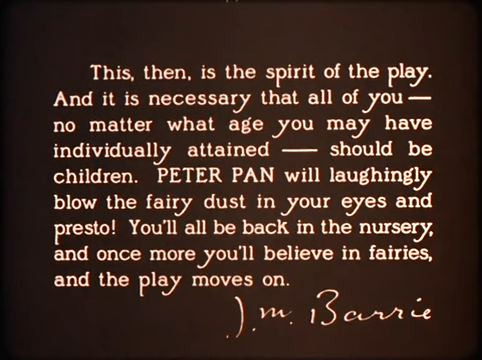 This, then, is the spirit of the play.
And it is necessary that all of you —
no matter what age you may have
individually attained — should be
children. PETER PAN will laughingly
blow the fairy dust in your eyes and
presto! You'll all be back in the nursery,
and once more you'll believe in fairies,
and the play moves on.
J.M. Barrie